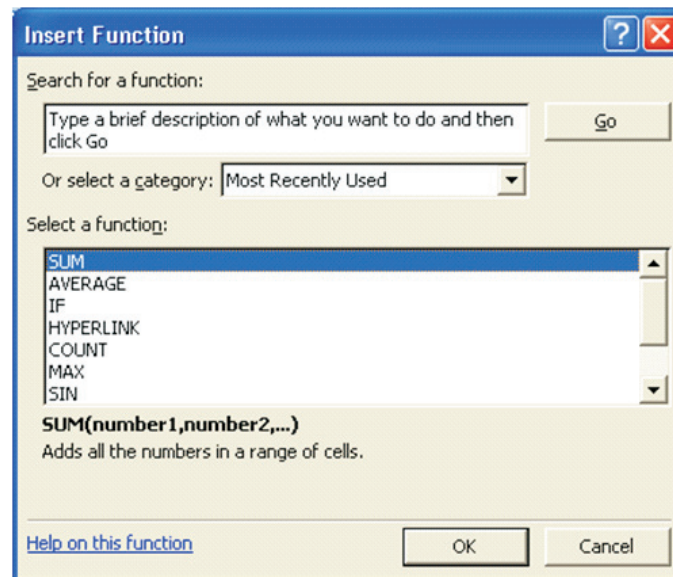 Insert Function
Search for a function:
Type a brief description of what you want to do and then
click Go
Go
Or select a category: Most Recently Used
Select a function:
SUM
AVERAGE
IF
HYPERLINK
COUNT
MAX
SIN
SUM(number1,number2,...)
Adds all the numbers in a range of cells.
Help on this function
OK
Cancel